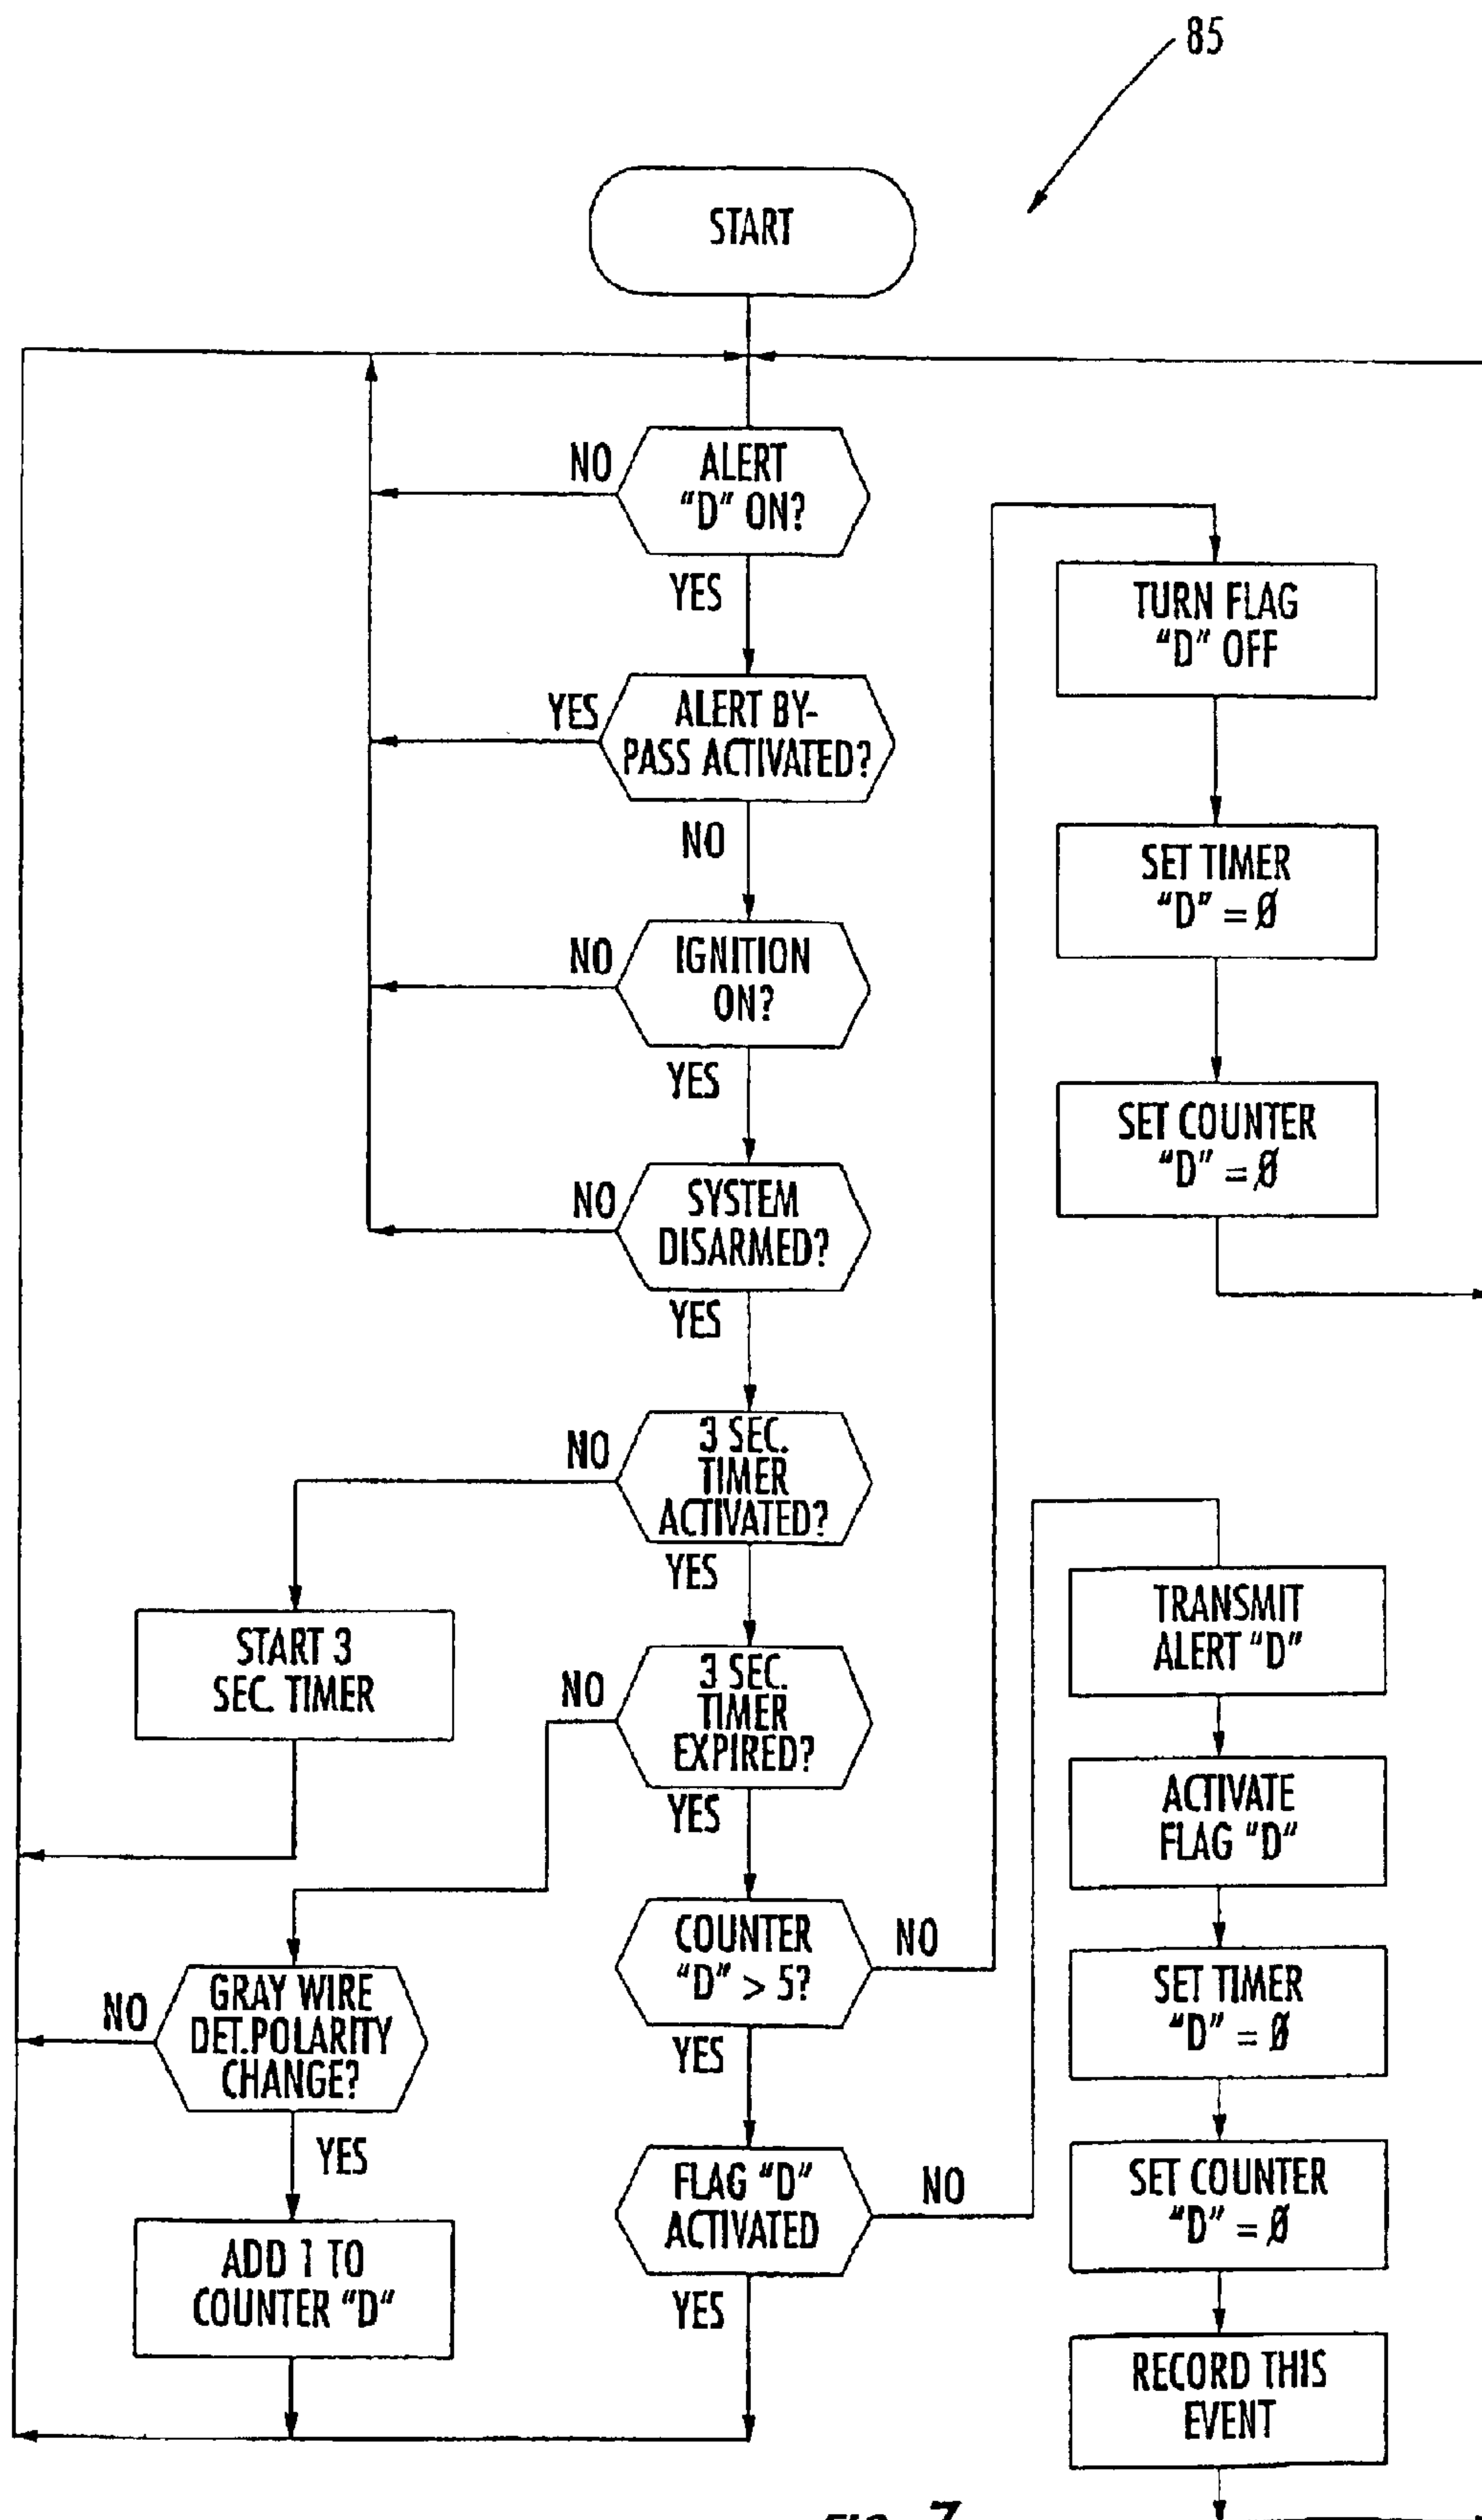 85
START
ALERT
"D" ON?
NO
YES
ALERT BY-
PASS ACTIVATED?
YES
NO
IGNITION
ON?
NO
YES
SYSTEM
DISARMED?
NO
YES
3 SEC.
TIMER
ACTIVATED?
NO
YES
START 3
SEC. TIMER
3 SEC.
TIMER
EXPIRED?
NO
YES
GRAY WIRE
DET.POLARITY
CHANGE?
NO
YES
ADD 1 TO
COUNTER "D"
COUNTER
"D" > 5?
NO
YES
FLAG "D"
ACTIVATED
NO
YES
TURN FLAG
"D" OFF
SET TIMER
"D" = Ø
SET COUNTER
"D" = Ø
TRANSMIT
ALERT "D"
ACTIVATE
FLAG "D"
SET TIMER
"D" = Ø
SET COUNTER
"D" = Ø
RECORD THIS
EVENT